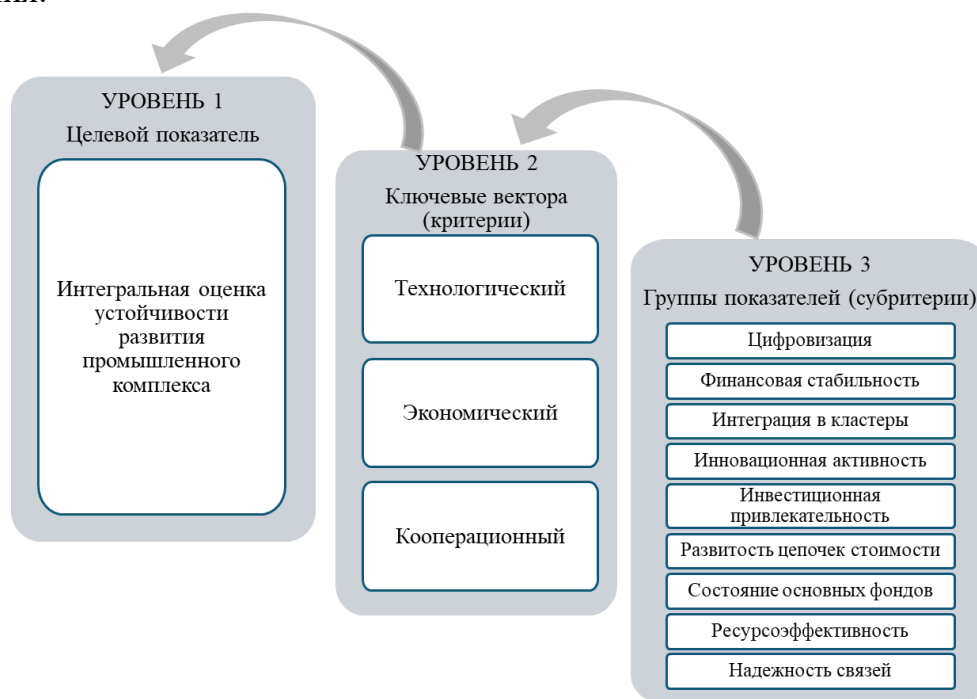 УРОВЕНЬ 1
Целевой показатель
Интегральная оценка
устойчивости
развития
промышленного
комплекса
УРОВЕНЬ 2
Ключевые вектора
(критерии)
Технологический
Экономический
Кооперационный
УРОВЕНЬ 3
Группы показателей (субритерии)
Цифровизация
Финансовая стабильность
Интеграция в кластеры
Инновационная активность
Инвестиционная
привлекательность
Развитость цепочек стоимости
Состояние основных фондов
Ресурсоэффективность
Надежность связей